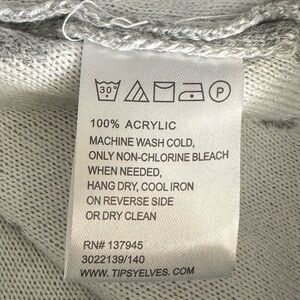 30°
P
100% ACRYLIC
MACHINE WASH COLD,
ONLY NON-CHLORINE BLEACH
WHEN NEEDED,
HANG DRY, COOL IRON
ON REVERSE SIDE
OR DRY CLEAN
RN# 137945
3022139/140
WWW. TIPSYELVES. COM